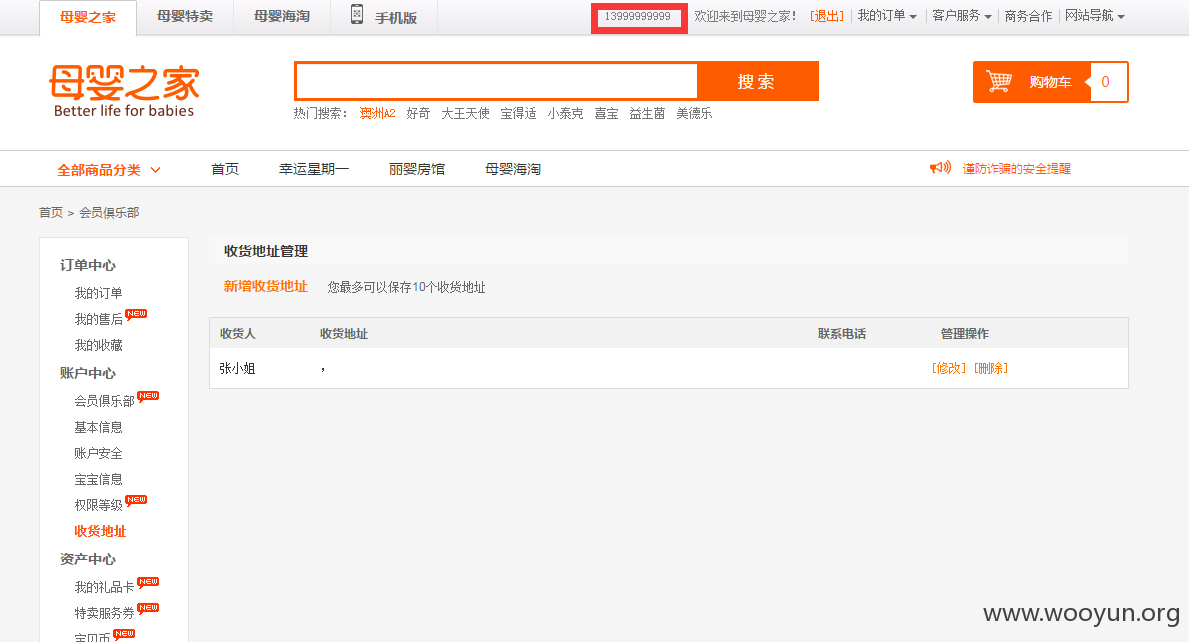 母婴之家 母婴特卖 母婴海淘 手机版 13999999999 欢迎来到母婴之家! [退出] 我的订单 客户服务 商务合作 网站导航
母婴之家
Better life for babies
搜 索
购物车 0
热门搜索： 澳州A2 好奇 大王天使 宝得适 小泰克 喜宝 益生菌 美德乐
全部商品分类 首页 幸运星期一 丽婴房馆 母婴海淘 谨防诈骗的安全提醒
首页 > 会员俱乐部
订单中心
我的订单
我的售后 NEW
我的收藏
账户中心
会员俱乐部 NEW
基本信息
账户安全
宝宝信息
权限等级 NEW
收货地址
资产中心
我的礼品卡 NEW
特卖服务券 NEW
宝贝币 NEW
收货地址管理
新增收货地址 您最多可以保存10个收货地址
收货人 收货地址 联系电话 管理操作
张小姐 ， [修改] [删除]
www.wooyun.org